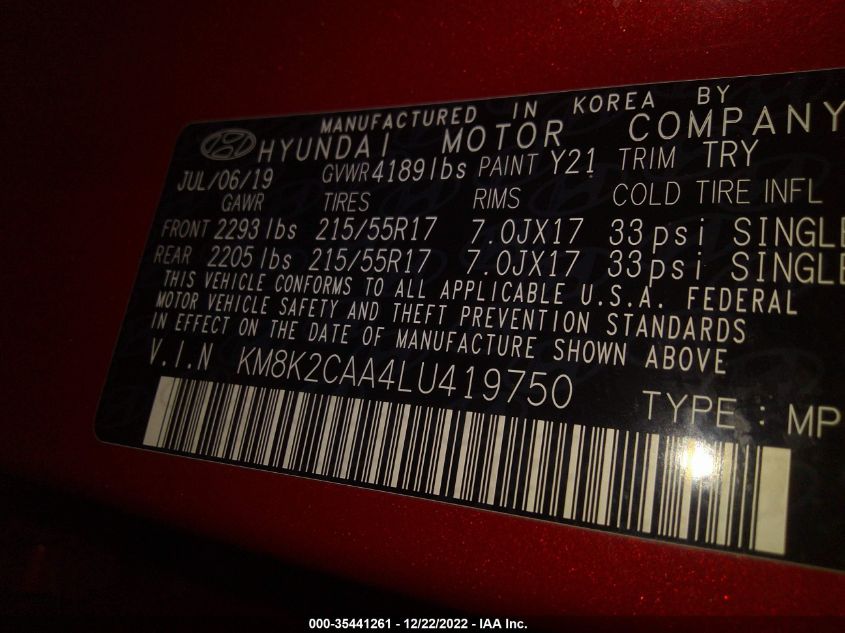 MANUFACTURED IN KOREA BY
HYUNDAI MOTOR COMPANY
JUL/06/19 GVWR 4189lbs PAINT Y21 TRIM TRY
GAWR TIRES RIMS COLD TIRE INFL
FRONT 2293 lbs 215/55R17 7.0JX17 33psi SINGLE
REAR 2205 lbs 215/55R17 7.0JX17 33psi SINGLE
THIS VEHICLE CONFORMS TO ALL APPLICABLE U.S.A. FEDERAL
MOTOR VEHICLE SAFETY AND THEFT PREVENTION STANDARDS
IN EFFECT ON THE DATE OF MANUFACTURE SHOWN ABOVE
V.I.N KM8K2CAA4LU419750
TYPE : MP
000-35441261 - 12/22/2022 - IAA Inc.